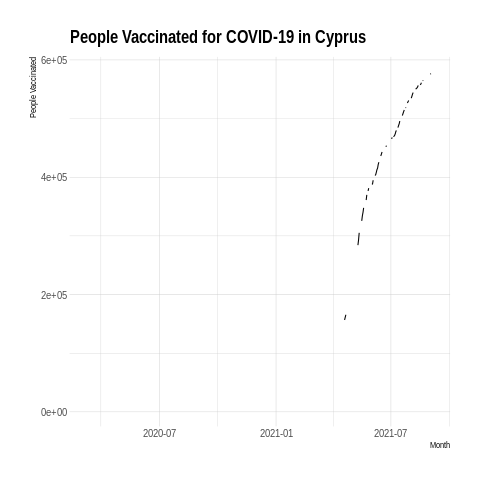 People Vaccinated for COVID-19 in Cyprus
People Vaccinated
6e+05
4e+05
2e+05
0e+00
2020-07
2021-01
2021-07
Month